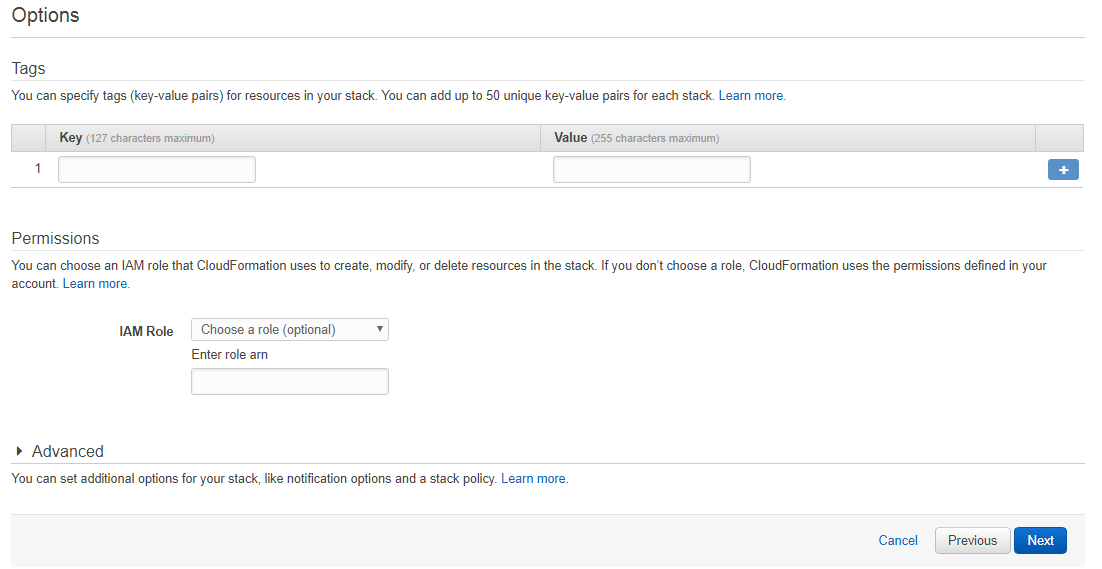 Options
Tags
You can specify tags (key-value pairs) for resources in your stack. You can add up to 50 unique key-value pairs for each stack. Learn more.
Key (127 characters maximum) Value (255 characters maximum)
1
Permissions
You can choose an IAM role that CloudFormation uses to create, modify, or delete resources in the stack. If you don’t choose a role, CloudFormation uses the permissions defined in your
account. Learn more.
IAM Role Choose a role (optional)
Enter role arn
Advanced
You can set additional options for your stack, like notification options and a stack policy. Learn more.
Cancel Previous Next